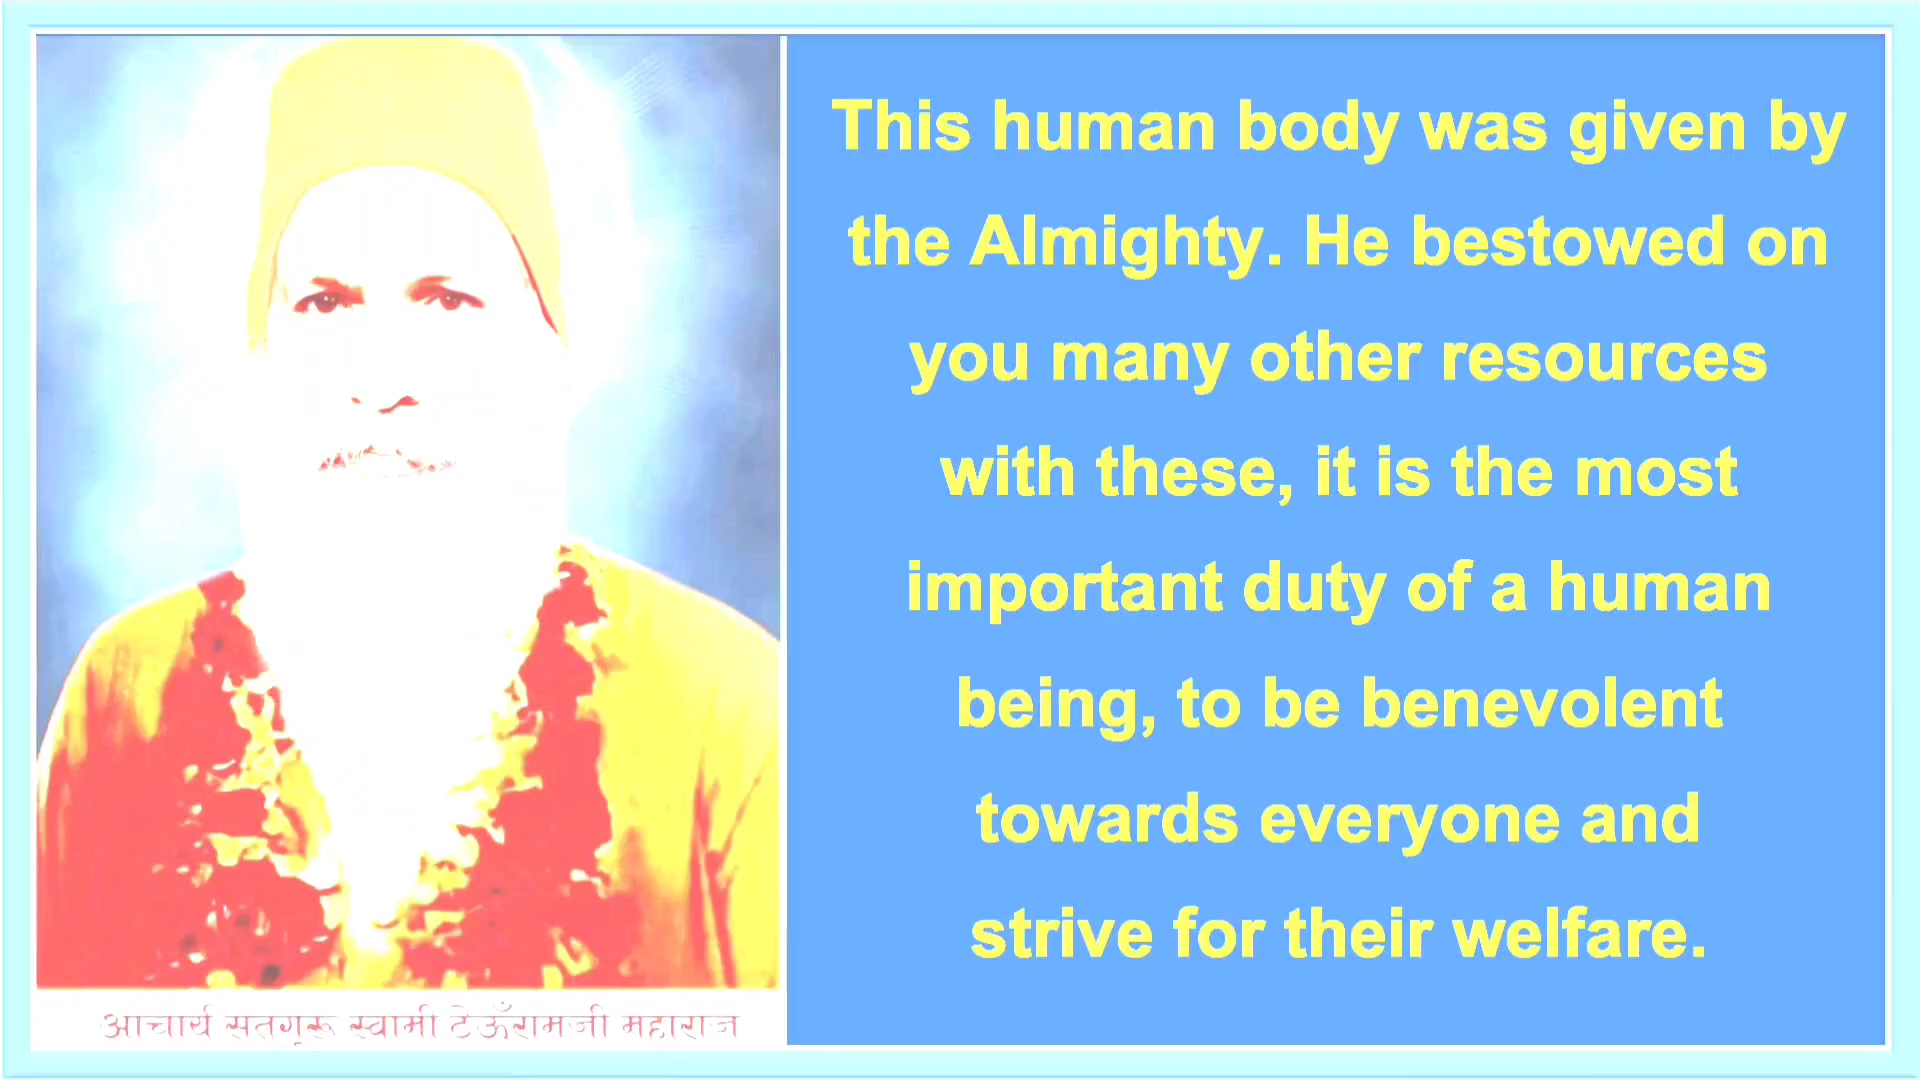 This human body was given by
the Almighty. He bestowed on
you many other resources
with these, it is the most
important duty of a human
being, to be benevolent
towards everyone and
strive for their welfare.
आचार्य सतगुरू स्वामी टेऊँरामजी महाराज